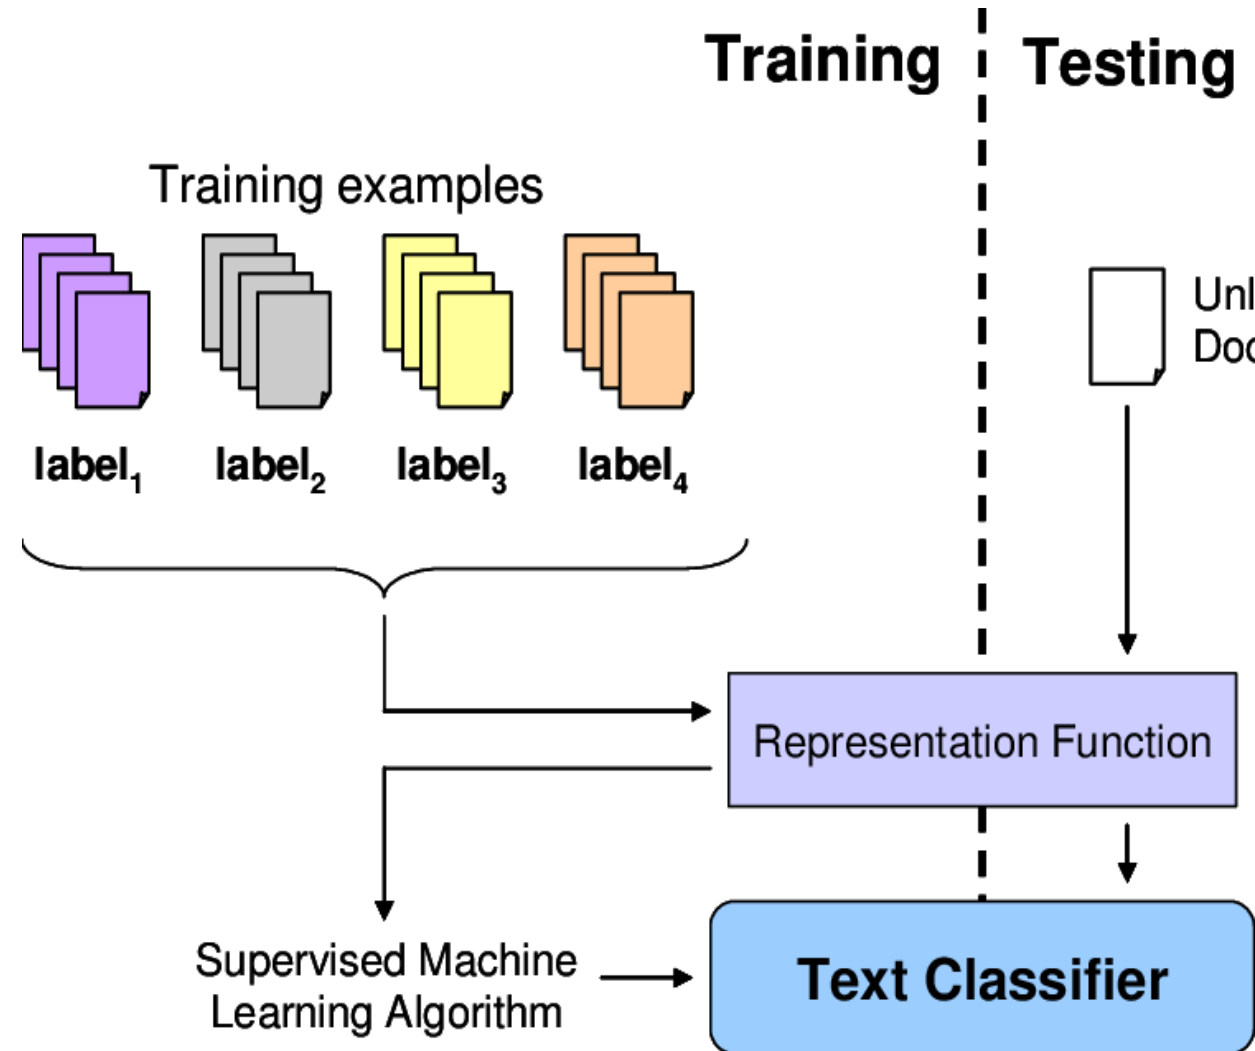 Training
Testing
Training examples
label1
label2
label3
label4
Representation Function
Supervised Machine
Learning Algorithm
Text Classifier